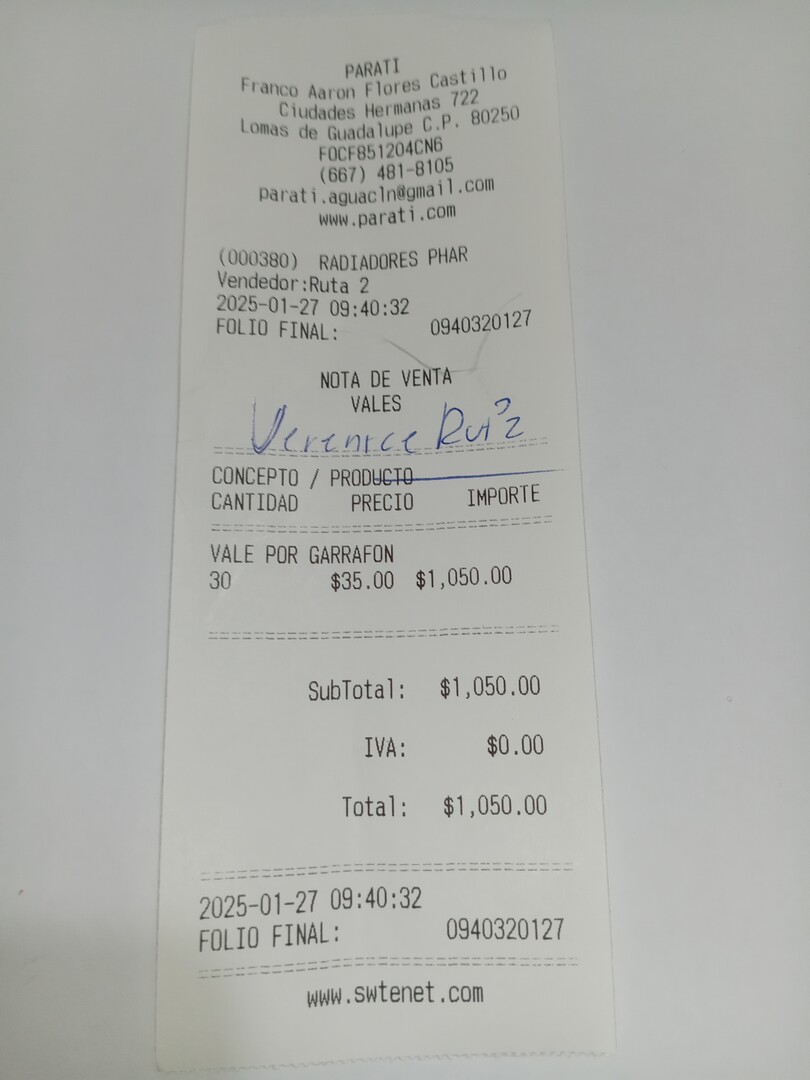 PARATI
Franco Aaron Flores Castillo
Ciudades Hermanas 722
Lomas de Guadalupe C.P. 80250
FOCF851204CN6
(667) 481-8105
parati.aguacln@gmail.com
www.parati.com
(000380) RADIADORES PHAR
Vendedor:Ruta 2
2025-01-27 09:40:32
FOLIO FINAL: 0940320127
NOTA DE VENTA
VALES
Verenice Ruiz
CONCEPTO / PRODUCTO
CANTIDAD PRECIO IMPORTE
VALE POR GARRAFON
30 $35.00 $1,050.00
SubTotal: $1,050.00
IVA: $0.00
Total: $1,050.00
2025-01-27 09:40:32
FOLIO FINAL: 0940320127
www.swtenet.com